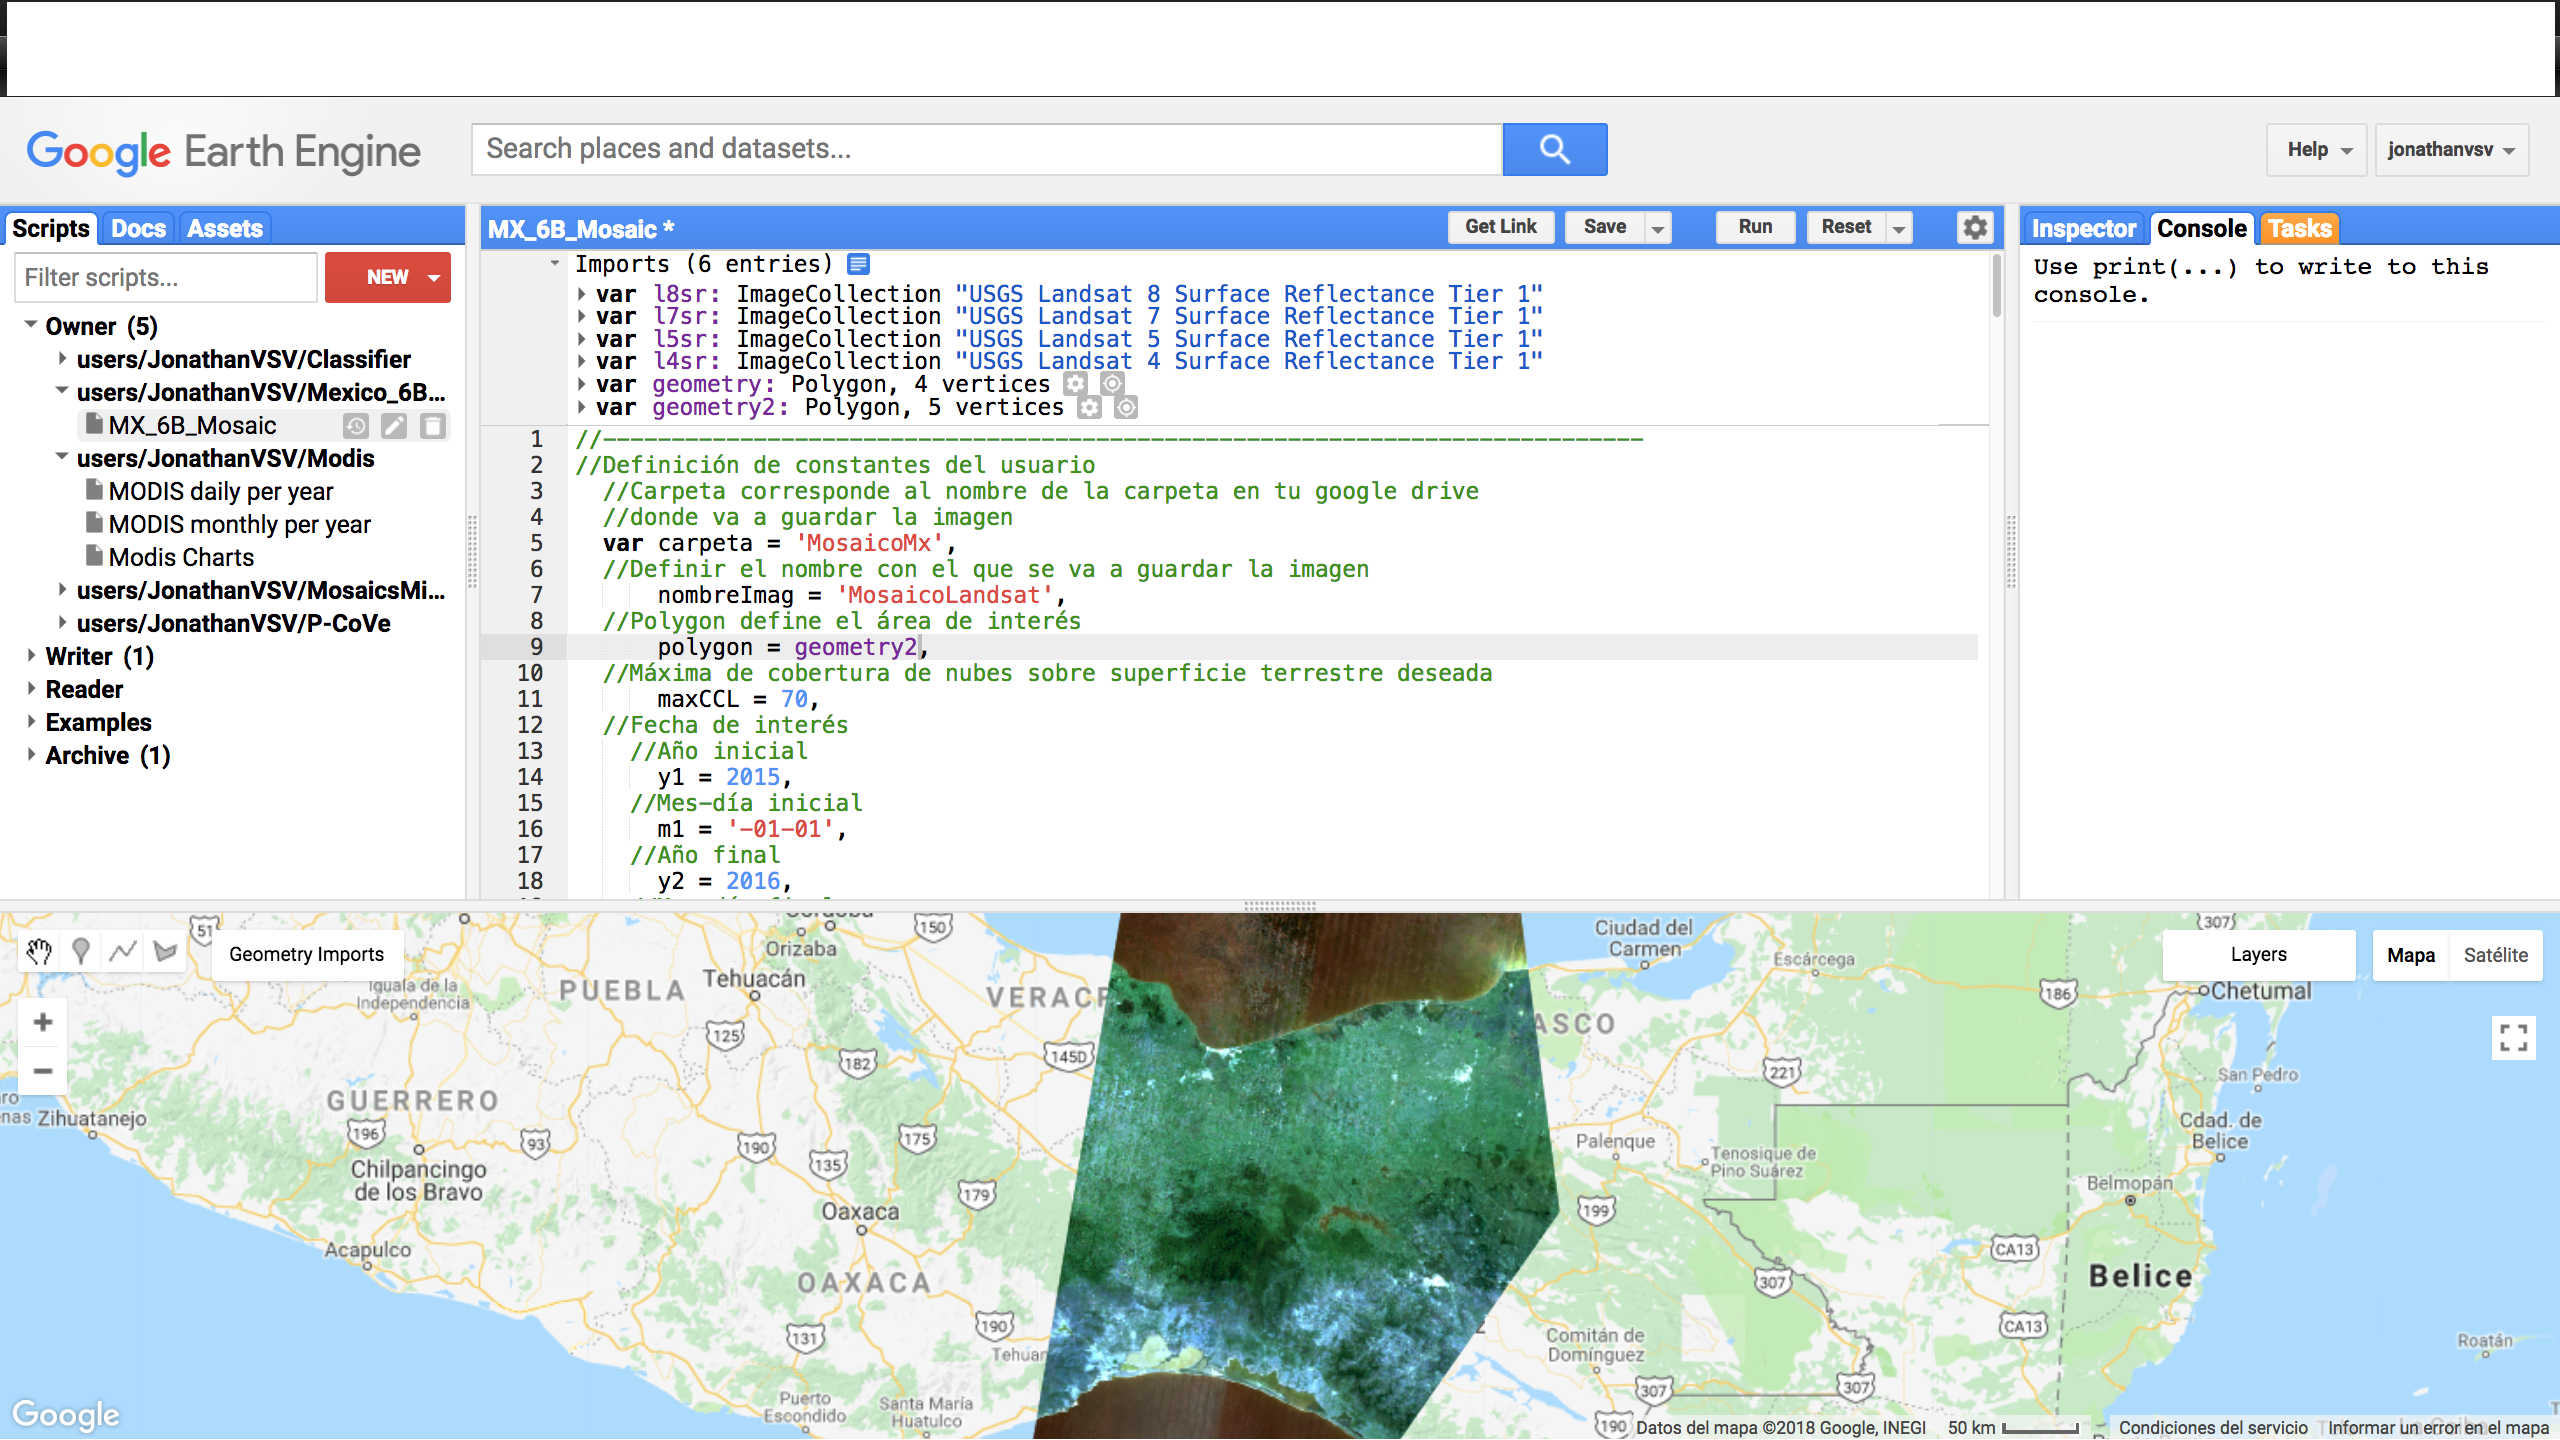 Google Earth Engine
Search places and datasets...
Help
jonathanvsv
Scripts Docs Assets
Filter scripts...
NEW
Owner (5)
users/JonathanVSV/Classifier
users/JonathanVSV/Mexico_6B...
MX_6B_Mosaic
users/JonathanVSV/Modis
MODIS daily per year
MODIS monthly per year
Modis Charts
users/JonathanVSV/MosaicsMi...
users/JonathanVSV/P-CoVe
Writer (1)
Reader
Examples
Archive (1)
MX_6B_Mosaic *
Get Link Save Run Reset
Imports (6 entries)
var l8sr: ImageCollection "USGS Landsat 8 Surface Reflectance Tier 1"
var l7sr: ImageCollection "USGS Landsat 7 Surface Reflectance Tier 1"
var l5sr: ImageCollection "USGS Landsat 5 Surface Reflectance Tier 1"
var l4sr: ImageCollection "USGS Landsat 4 Surface Reflectance Tier 1"
var geometry: Polygon, 4 vertices
var geometry2: Polygon, 5 vertices
1 //----------------------------------------------------------------------------
2 //Definición de constantes del usuario
3 //Carpeta corresponde al nombre de la carpeta en tu google drive
4 //donde va a guardar la imagen
5 var carpeta = 'MosaicoMx',
6 //Definir el nombre con el que se va a guardar la imagen
7 nombreImag = 'MosaicoLandsat',
8 //Polygon define el área de interés
9 polygon = geometry2,
10 //Máxima de cobertura de nubes sobre superficie terrestre deseada
11 maxCCL = 70,
12 //Fecha de interés
13 //Año inicial
14 y1 = 2015,
15 //Mes-día inicial
16 m1 = '-01-01',
17 //Año final
18 y2 = 2016,
Inspector Console Tasks
Use print(...) to write to this
console.
Geometry Imports
Layers
Mapa Satélite
51
150
307
Orizaba
Ciudad del
Carmen
Escárcega
Tehuacán
PUEBLA
Iguala de la
Independencia
VERACR
186
Chetumal
125
ASCO
182
145D
221
San Pedro
GUERRERO
Zihuatanejo
196
93
190
175
135
Palenque
Tenosique de
Pino Suárez
Cdad. de
Belice
Chilpancingo
de los Bravo
179
Belmopán
Oaxaca
199
Acapulco
CA13
OAXACA
307
Belice
190
131
CA13
Tehuan
Comitán de
Domínguez
Roatán
307
307
Puerto
Escondido
Santa María
Huatulco
190
Google
Datos del mapa ©2018 Google, INEGI
50 km
Condiciones del servicio
Informar un error en el mapa